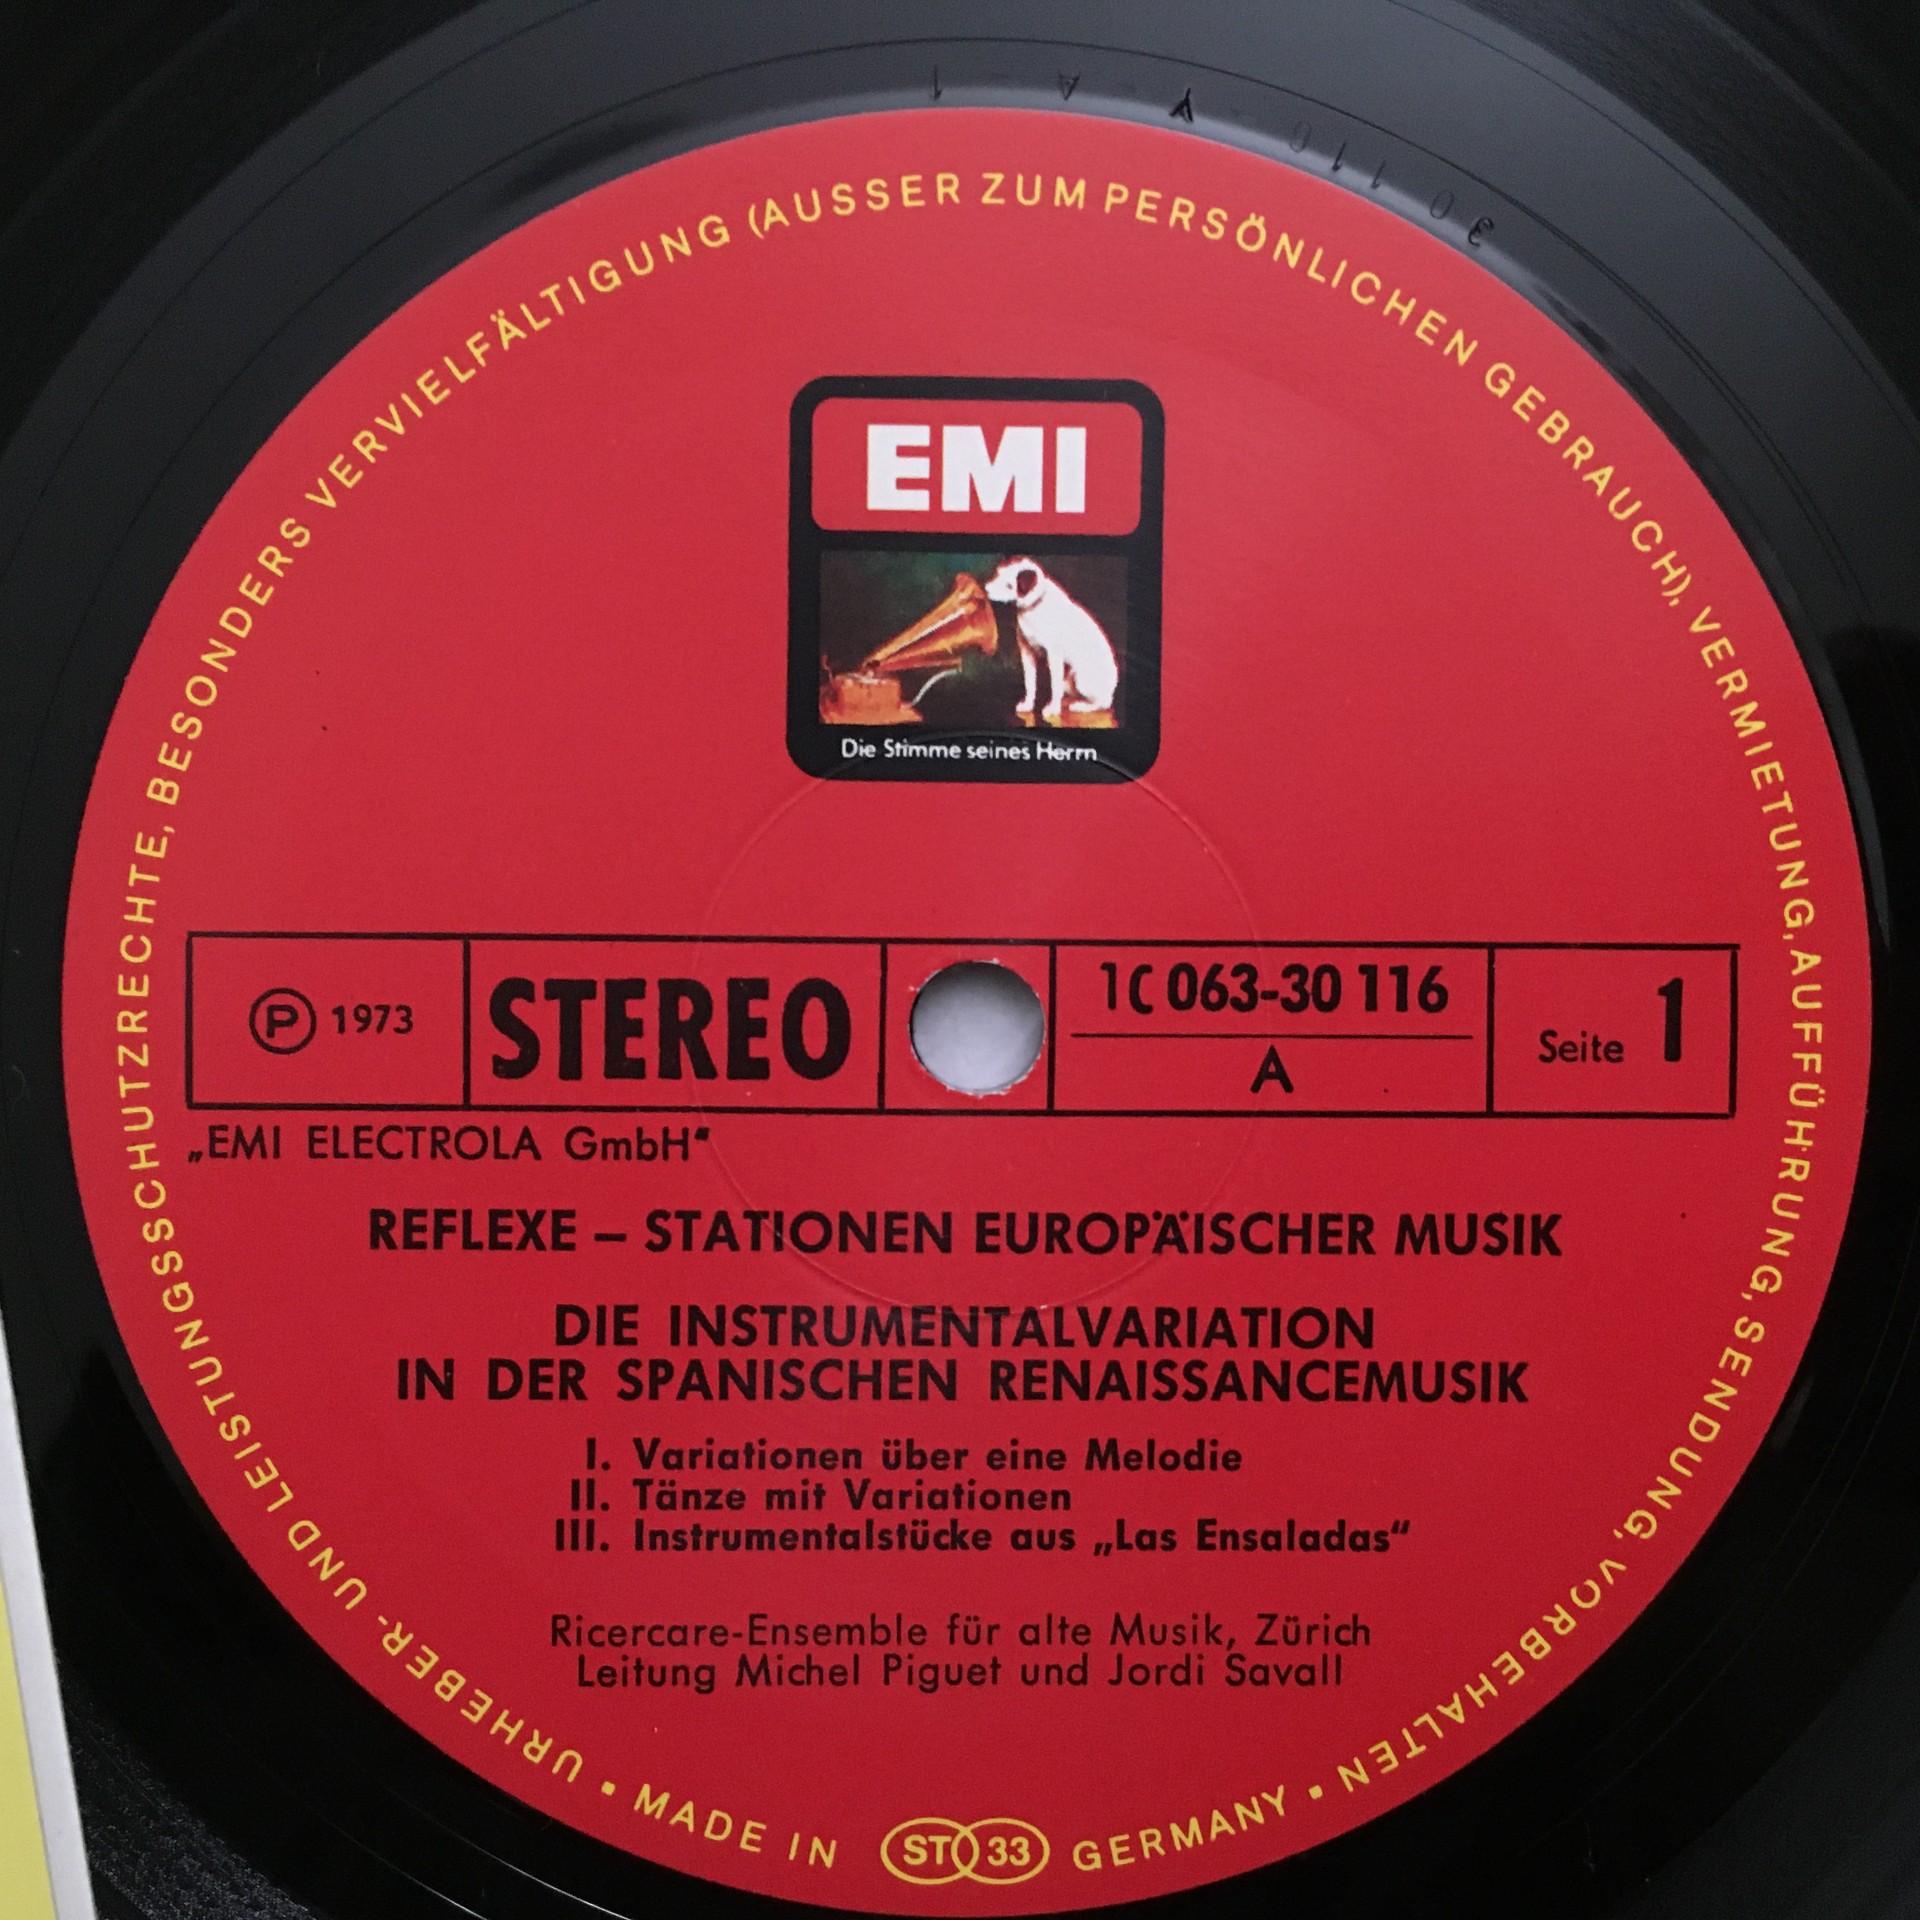 30 110 - Y - A - 1
URHEBER- UND LEISTUNGSSCHUTZRECHTE, BESONDERS VERVIELFÄLTIGUNG (AUSSER ZUM PERSÖNLICHEN GEBRAUCH), VERMIETUNG, AUFFÜHRUNG, SENDUNG, VORBEHALTEN •
EMI
Die Stimme seines Herrn
Ⓟ 1973
STEREO
1C 063-30 116
A
Seite 1
„EMI ELECTROLA GmbH“
REFLEXE – STATIONEN EUROPÄISCHER MUSIK
DIE INSTRUMENTALVARIATION
IN DER SPANISCHEN RENAISSANCEMUSIK
I. Variationen über eine Melodie
II. Tänze mit Variationen
III. Instrumentalstücke aus „Las Ensaladas“
Ricercare-Ensemble für alte Musik, Zürich
Leitung Michel Piguet und Jordi Savall
• MADE IN ST 33 GERMANY